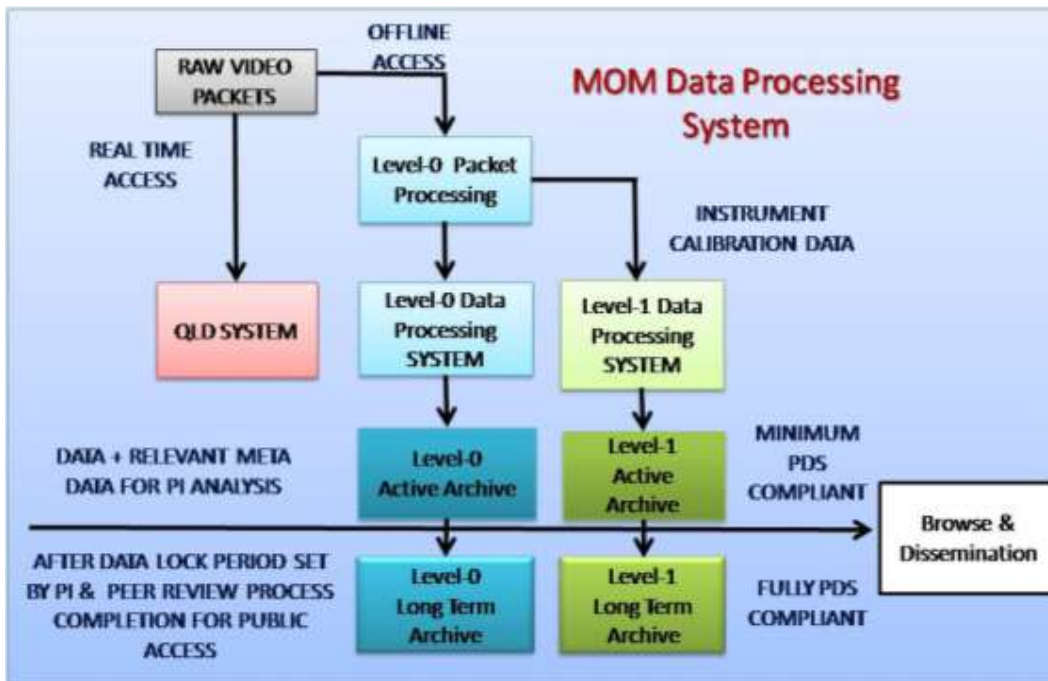 OFFLINE
ACCESS
RAW VIDEO
PACKETS
MOM Data Processing
System
REAL TIME
ACCESS
Level-0 Packet
Processing
INSTRUMENT
CALIBRATION DATA
QLD SYSTEM
Level-0 Data
Processing
SYSTEM
Level-1 Data
Processing
SYSTEM
DATA + RELEVANT META
DATA FOR PI ANALYSIS
Level-0
Active Archive
Level-1
Active
Archive
MINIMUM
PDS
COMPLIANT
Browse &
Dissemination
AFTER DATA LOCK PERIOD SET
BY PI & PEER REVIEW PROCESS
COMPLETION FOR PUBLIC
ACCESS
Level-0
Long Term
Archive
Level-1
Long Term
Archive
FULLY PDS
COMPLIANT